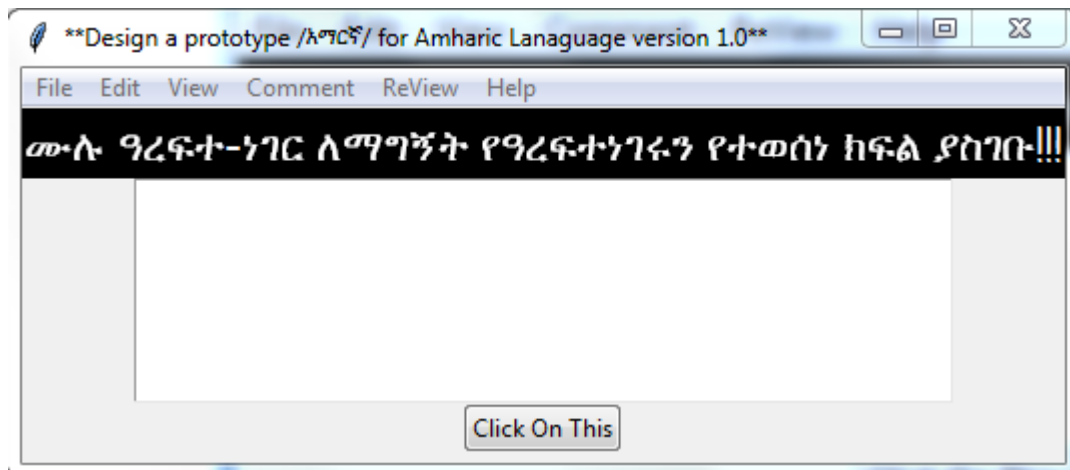 **Design a prototype /አማርኛ/ for Amharic Lanaguage version 1.0**
File Edit View Comment ReView Help
ሙሉ ዓረፍተ-ነገር ለማግኝት የዓረፍተነገሩን የተወሰነ ክፍል ያስገቡ!!!
Click On This